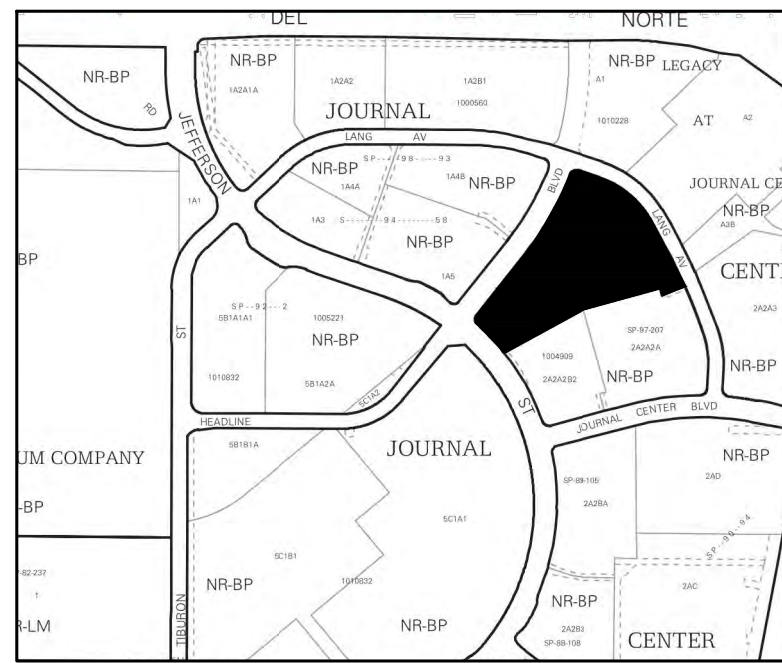 DEL
NORTE
NR-BP
NR-BP
1A2A1A
1A2A2
1A2B1
1000560
A1
NR-BP
LEGACY
1010228
AT
A2
RD
JEFFERSON
JOURNAL
LANG AV
SP---98---93
NR-BP
1A4A
1A4B
NR-BP
BLVD
LANG AV
JOURNAL CE
NR-BP
A3B
1A1
1A3
S------94------58
NR-BP
1A5
BP
CENT
2A2A3
SP--92---2
5B1A1A1
1005221
NR-BP
ST
SP-97-207
2A2A2A
1004909
2A2A2B2
NR-BP
NR-BP
1010832
5B1A2A
5C1A2
ST
JOURNAL CENTER BLVD
HEADLINE
5B1B1A
JOURNAL
UM COMPANY
-BP
NR-BP
2AD
SP-89-105
2A2BA
5C1A1
SP--90--94
5C1B1
1010832
NR-BP
NR-BP
-82-237
1
R-LM
TIBURON
NR-BP
2A2B3
SP-88-108
2AC
CENTER